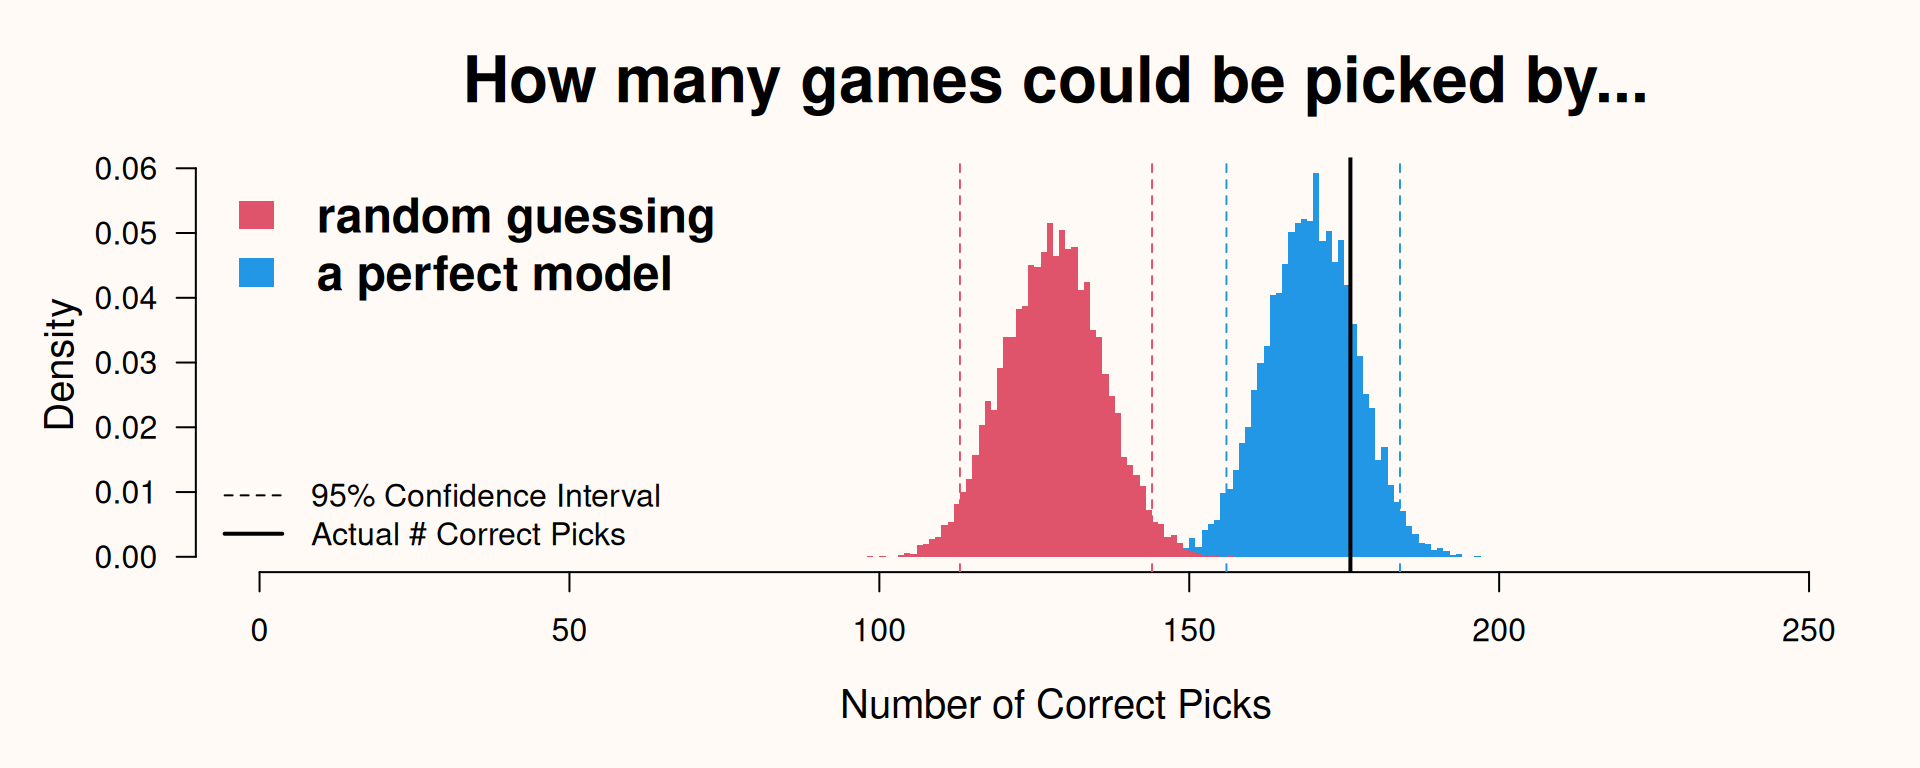 How many games could be picked by...
random guessing
a perfect model
95% Confidence Interval
Actual # Correct Picks
Density
0.06
0.05
0.04
0.03
0.02
0.01
0.00
0 50 100 150 200 250
Number of Correct Picks